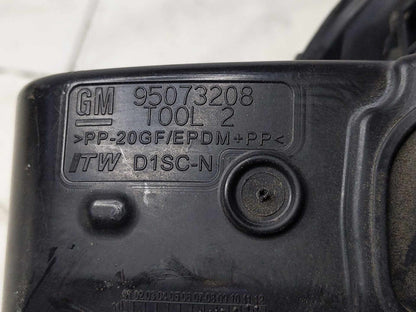 GM 95073208
TOOL 2
>PP-20GF/EPDM+PP<
ITW D1SC-N